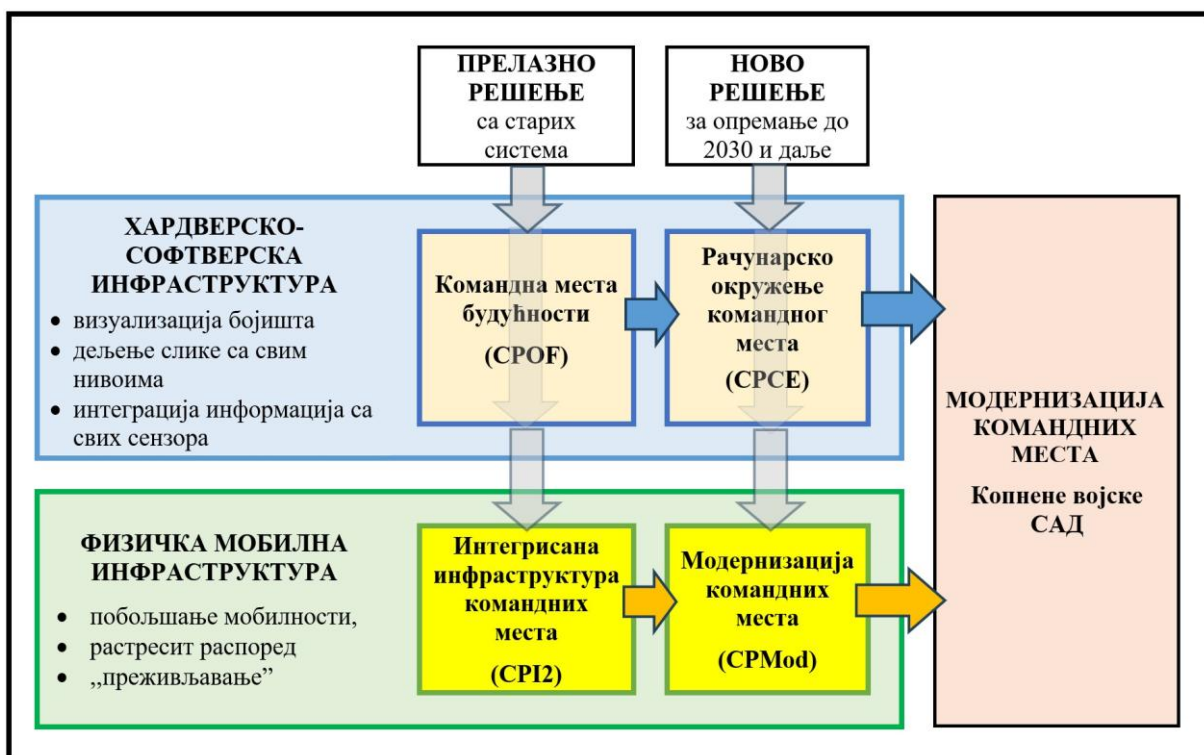 ПРЕЛАЗНО
РЕШЕЊЕ
са старих
система
НОВО
РЕШЕЊЕ
за опремање до
2030 и даље
ХАРДВЕРСКО-
СОФТВЕРСКА
ИНФРАСТРУКТУРА
• визуализација бојишта
• дељење слике са свим
нивоима
• интеграција информација са
свих сензора
Командна места
будућности
(CPOF)
Рачунарско
окружење
командног
места
(CPCE)
ФИЗИЧКА МОБИЛНА
ИНФРАСТРУКТУРА
• побољшање мобилности,
• растресит распоред
• ,,преживљавање”
Интегрисана
инфраструктура
командних
места
(CPI2)
Модернизација
командних
места
(CPMod)
МОДЕРНИЗАЦИЈА
КОМАНДНИХ
МЕСТА
Копнене војске
САД